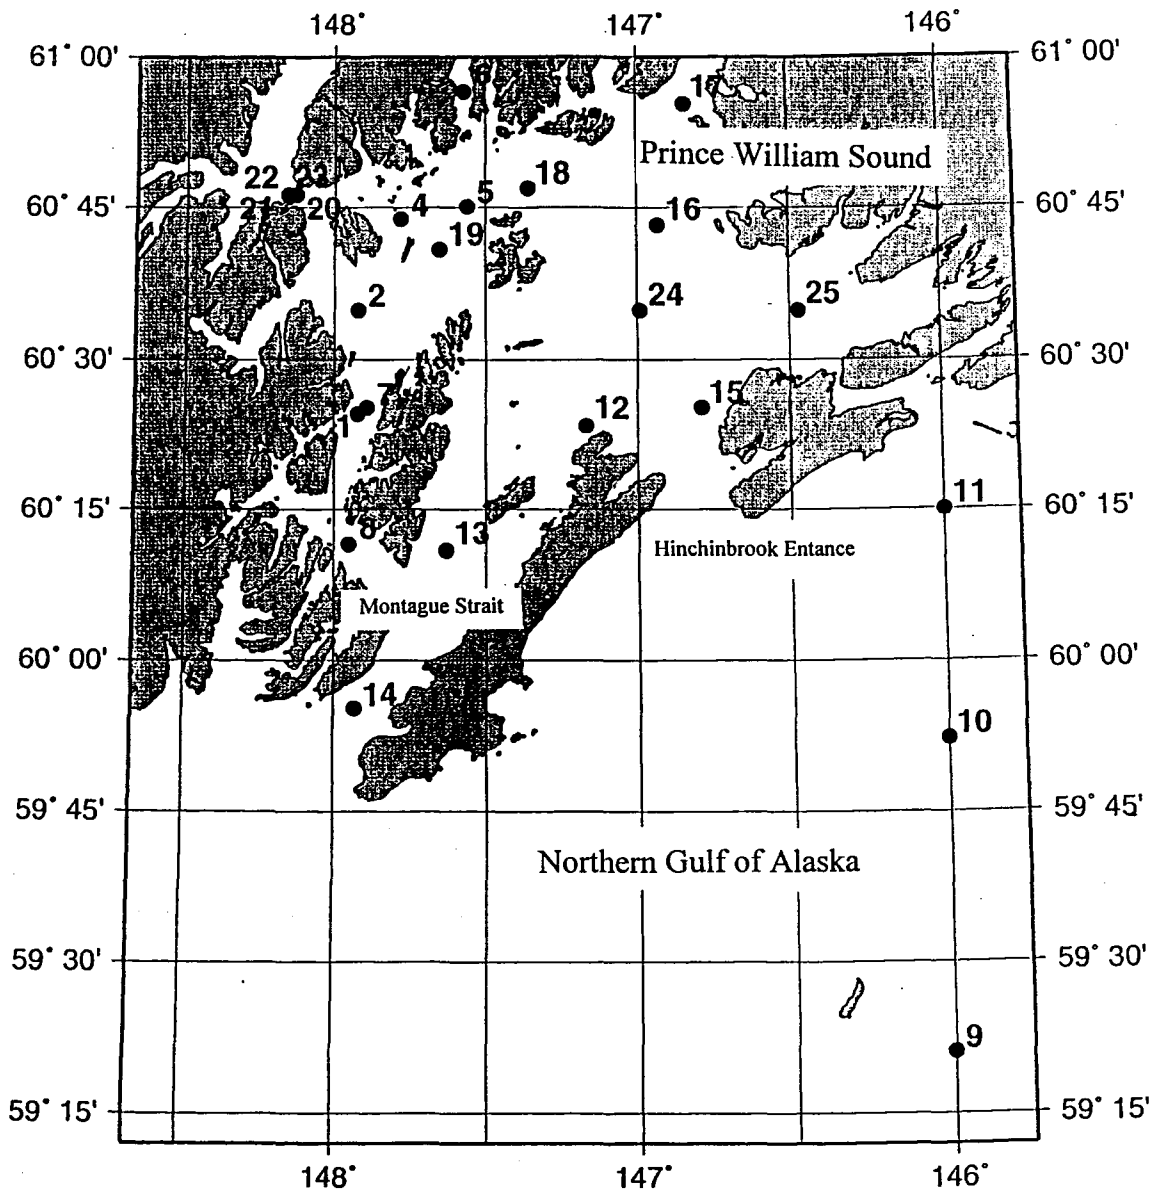 148° 147° 146°
61° 00' 61° 00'
6 17
Prince William Sound
22 23 18
60° 45' 21 20 4 5 16 60° 45'
19
2 24 25
60° 30' 60° 30'
7 12 15
1
60° 15' 11 60° 15'
8 13
Hinchinbrook Entance
Montague Strait
60° 00' 60° 00'
14 10
59° 45' 59° 45'
Northern Gulf of Alaska
59° 30' 59° 30'
9
59° 15' 59° 15'
148° 147° 146°